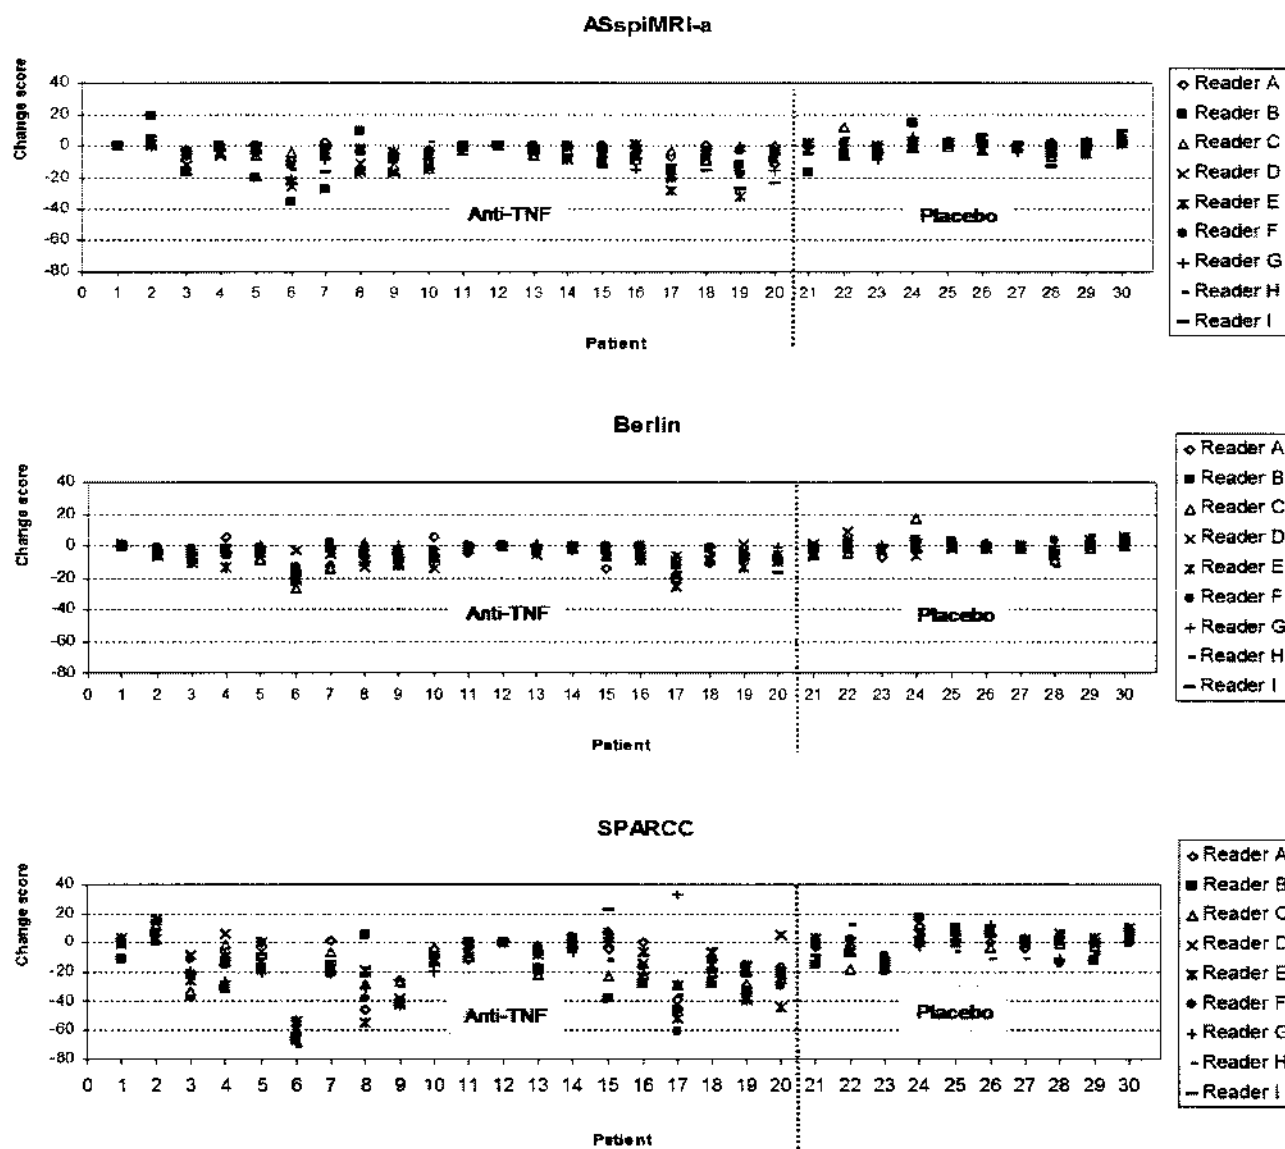 ASspiMRI-a
Change score
40
20
0
-20
-40
-60
-80
Anti-TNF
Placebo
0 1 2 3 4 5 6 7 8 9 10 11 12 13 14 15 16 17 18 19 20 21 22 23 24 25 26 27 28 29 30
Patient
Reader A
Reader B
Reader C
Reader D
Reader E
Reader F
Reader G
Reader H
Reader I
Berlin
Change score
40
20
0
-20
-40
-60
-80
Anti-TNF
Placebo
0 1 2 3 4 5 6 7 8 9 10 11 12 13 14 15 16 17 18 19 20 21 22 23 24 25 26 27 28 29 30
Patient
Reader A
Reader B
Reader C
Reader D
Reader E
Reader F
Reader G
Reader H
Reader I
SPARCC
Change score
40
20
0
-20
-40
-60
-80
Anti-TNF
Placebo
0 1 2 3 4 5 6 7 8 9 10 11 12 13 14 15 16 17 18 19 20 21 22 23 24 25 26 27 28 29 30
Patient
Reader A
Reader B
Reader C
Reader D
Reader E
Reader F
Reader G
Reader H
Reader I